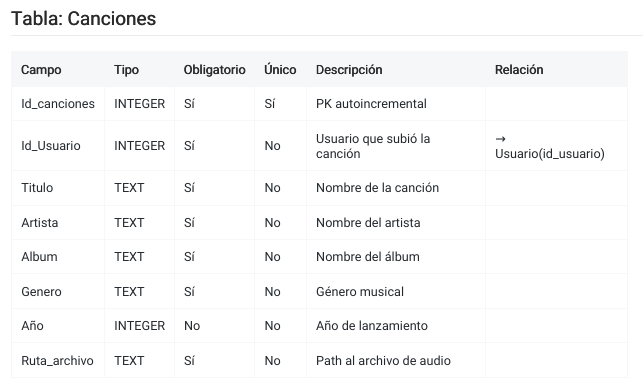 Tabla: Canciones
Campo Tipo Obligatorio Único Descripción Relación
Id_canciones INTEGER Sí Sí PK autoincremental
Id_Usuario INTEGER Sí No Usuario que subió la canción → Usuario(id_usuario)
Titulo TEXT Sí No Nombre de la canción
Artista TEXT Sí No Nombre del artista
Album TEXT Sí No Nombre del álbum
Genero TEXT Sí No Género musical
Año INTEGER No No Año de lanzamiento
Ruta_archivo TEXT Sí No Path al archivo de audio